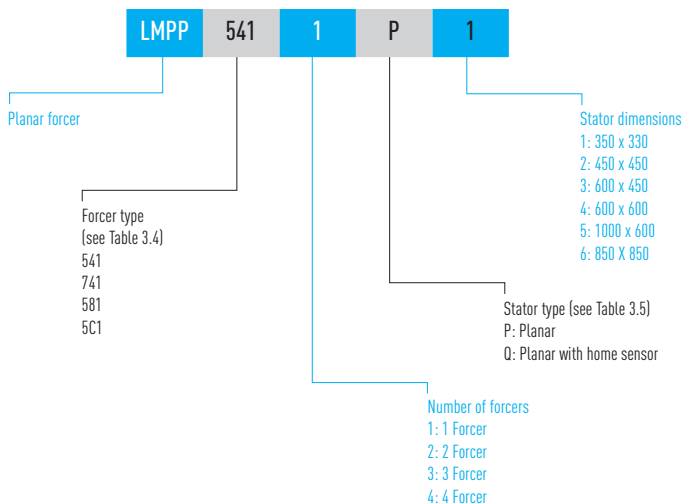 LMPP 541 1 P 1
Planar forcer
Forcer type
(see Table 3.4)
541
741
581
5C1
Number of forcers
1: 1 Forcer
2: 2 Forcer
3: 3 Forcer
4: 4 Forcer
Stator type (see Table 3.5)
P: Planar
Q: Planar with home sensor
Stator dimensions
1: 350 x 330
2: 450 x 450
3: 600 x 450
4: 600 x 600
5: 1000 x 600
6: 850 X 850